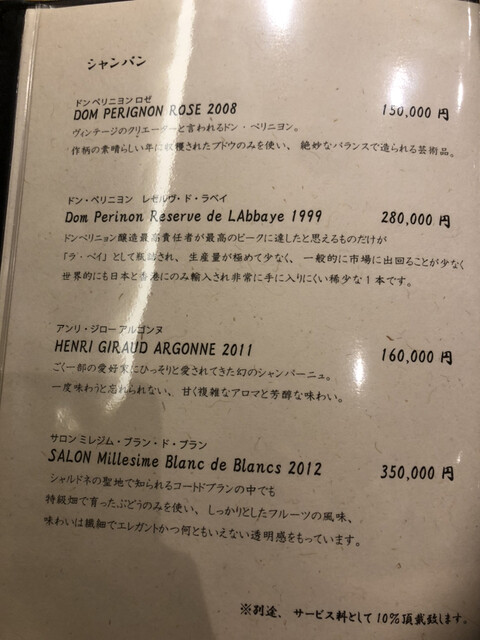 シャンパン
ドンペリニヨン ロゼ
DOM PERIGNON ROSE 2008 150,000 円
ヴィンテージのクリエーターと言われるドン・ペリニヨン。
作柄の素晴らしい年に収穫されたブドウのみを使い、絶妙なバランスで造られる芸術品。
ドン・ペリニヨン レゼルヴ・ド・ラベイ
Dom Perinon Reserve de LAbbaye 1999 280,000 円
ドンペリニョン醸造最高責任者が最高のピークに達したと思えるものだけが
『ラ・ベイ』として瓶詰され、生産量が極めて少なく、一般的に市場に出回ることが少なく
世界的にも日本と香港にのみ輸入され非常に手に入りにくい稀少な1本です。
アンリ・ジロー アルゴンヌ
HENRI GIRAUD ARGONNE 2011 160,000 円
ごく一部の愛好家にひっそりと愛されてきた幻のシャンパーニュ。
一度味わうと忘れられない、甘く複雑なアロマと芳醇な味わい。
サロン ミレジム・ブラン・ド・ブラン
SALON Millesime Blanc de Blancs 2012 350,000 円
シャルドネの聖地で知られるコートドブランの中でも
特級畑で育ったぶどうのみを使い、しっかりとしたフルーツの風味、
味わいは繊細でエレガントかつ何ともいえない透明感をもっています。
※別途、サービス料として10%頂戴致します。